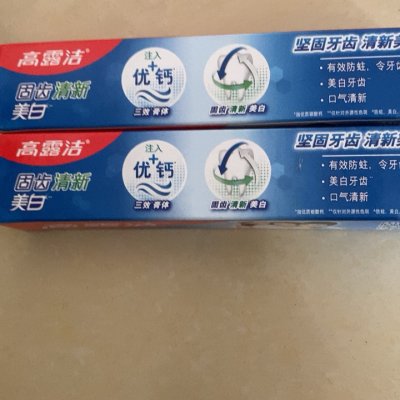 高露洁®
固齿清新
美白
注入
优+钙
三效膏体
固齿 清新 美白
坚固牙齿 清新美
• 有效防蛀，令牙齿
• 美白牙齿
• 口气清新
高露洁®
固齿清新
美白
注入
优+钙
三效膏体
固齿 清新 美白
坚固牙齿 清新美
• 有效防蛀，令牙齿
• 美白牙齿
• 口气清新